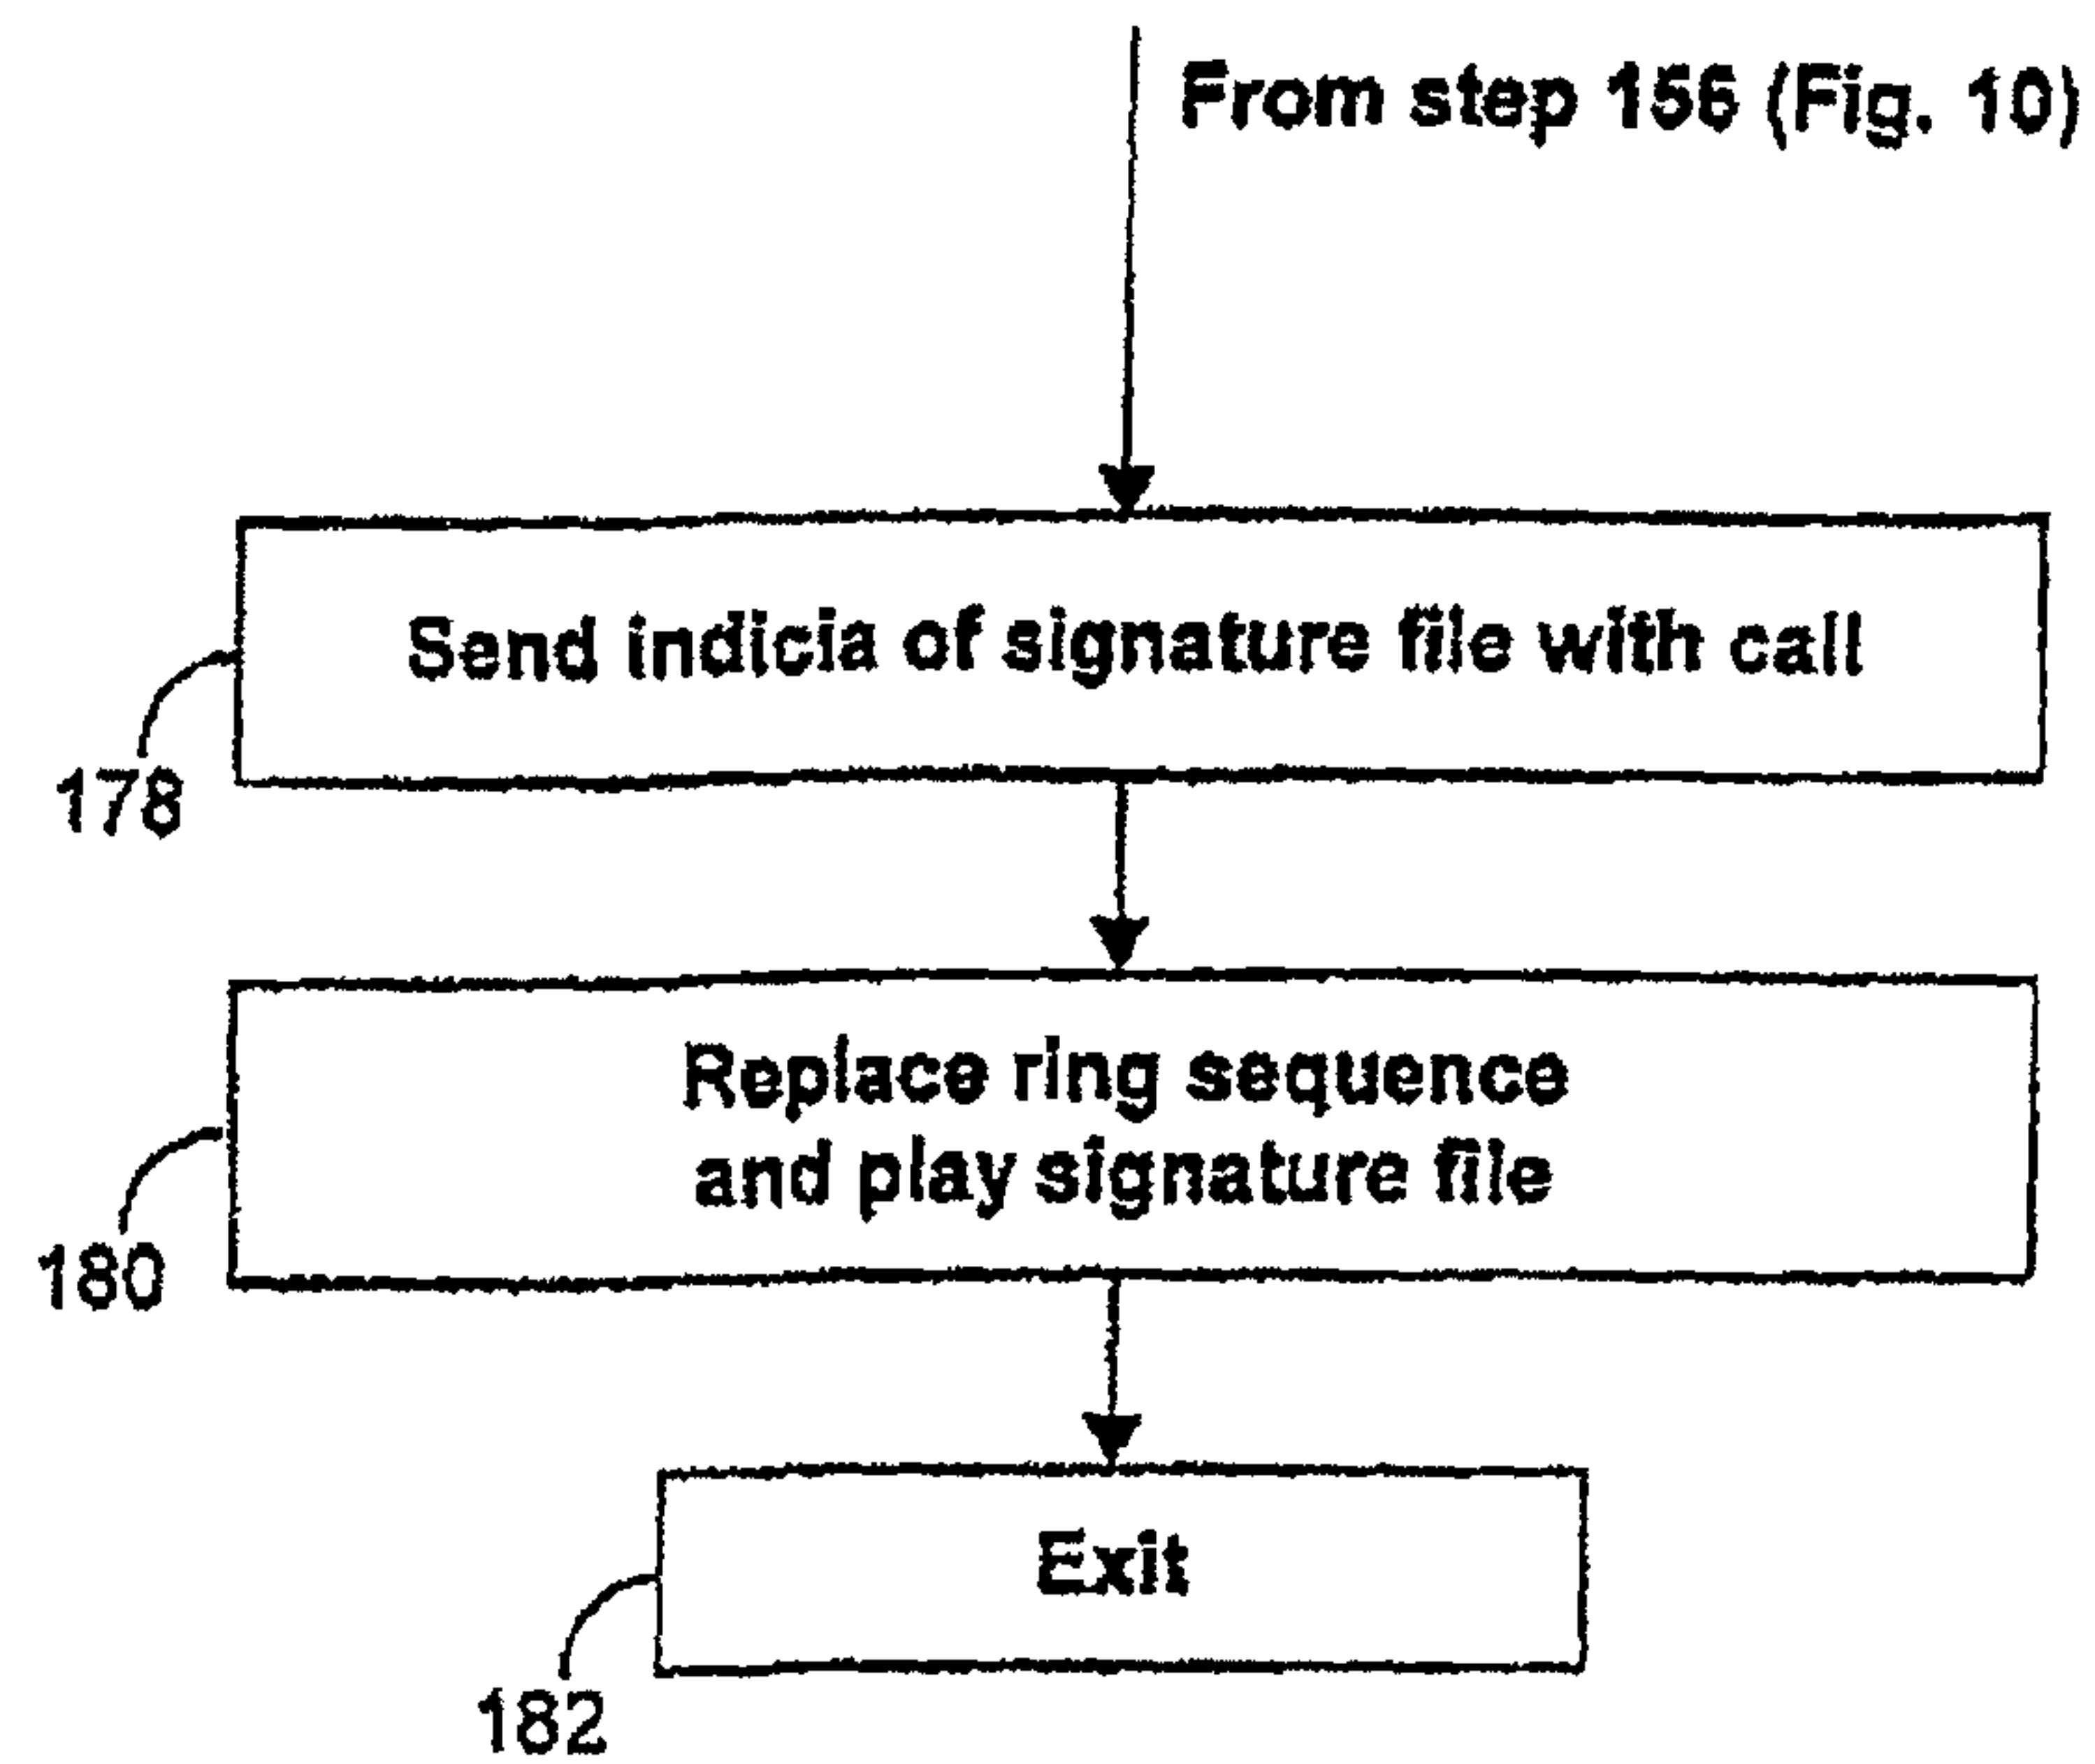 From step 156 (Fig. 10)
Send indicia of signature file with call
178
Replace ring sequence
and play signature file
180
Exit
182